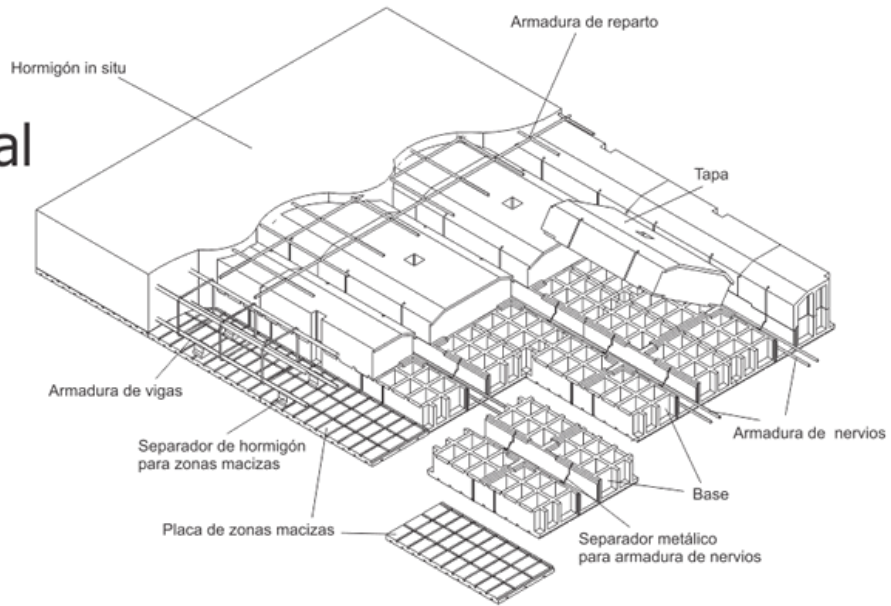 Armadura de reparto
Hormigón in situ
al
Tapa
Armadura de vigas
Separador de hormigón
para zonas macizas
Armadura de nervios
Base
Placa de zonas macizas
Separador metálico
para armadura de nervios